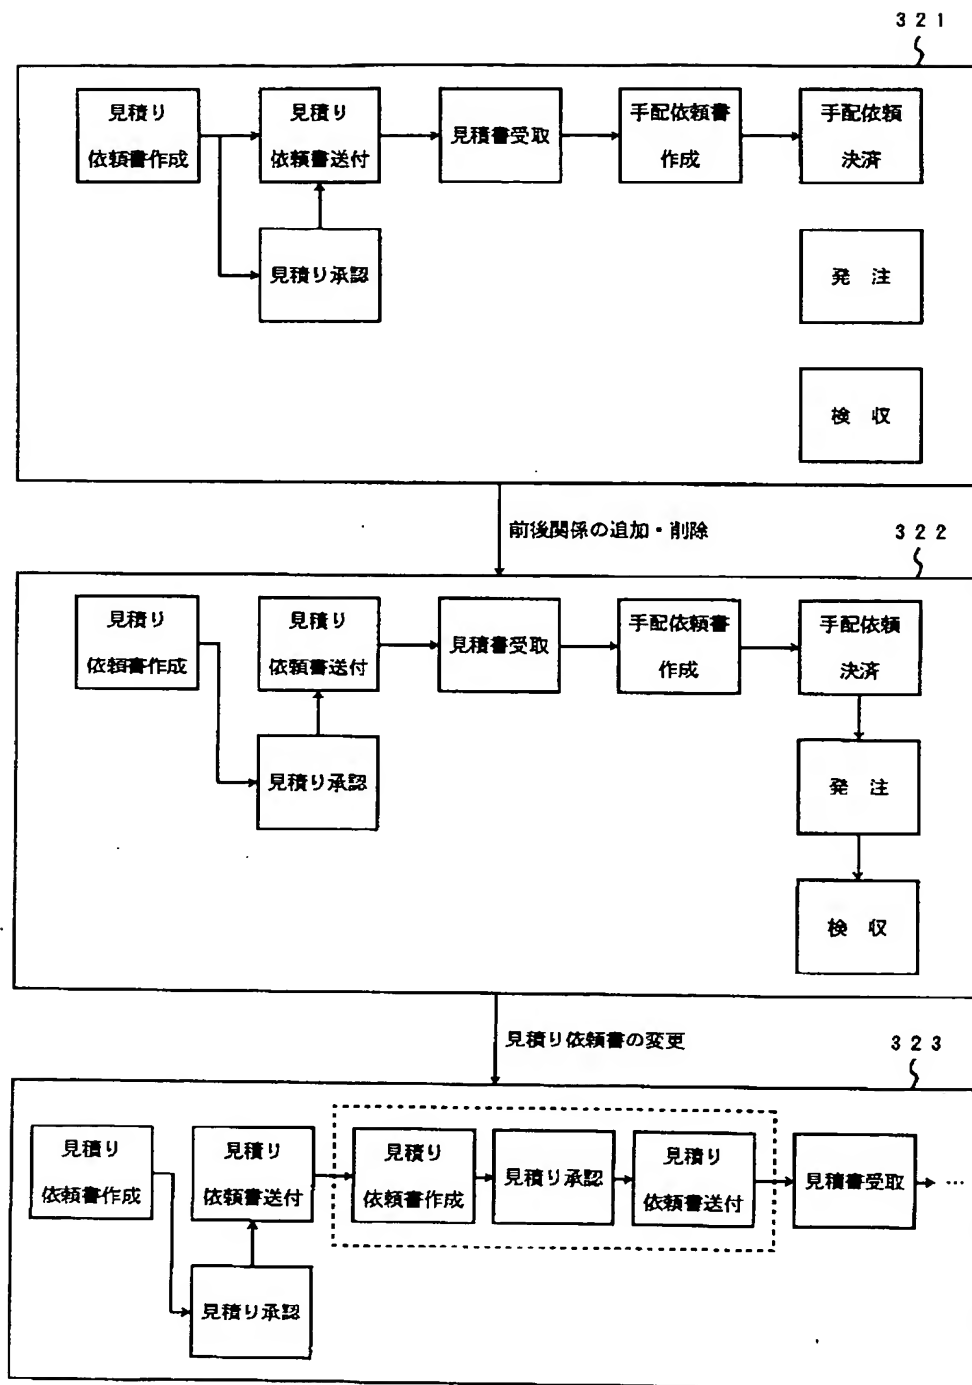 ３２１
見積り
依頼書作成
見積り
依頼書送付
見積書受取
手配依頼書
作成
手配依頼
決済
見積り承認
発　注
検　収
前後関係の追加・削除
３２２
見積り
依頼書作成
見積り
依頼書送付
見積書受取
手配依頼書
作成
手配依頼
決済
見積り承認
発　注
検　収
見積り依頼書の変更
３２３
見積り
依頼書作成
見積り
依頼書送付
見積り
依頼書作成
見積り承認
見積り
依頼書送付
見積書受取
…
見積り承認